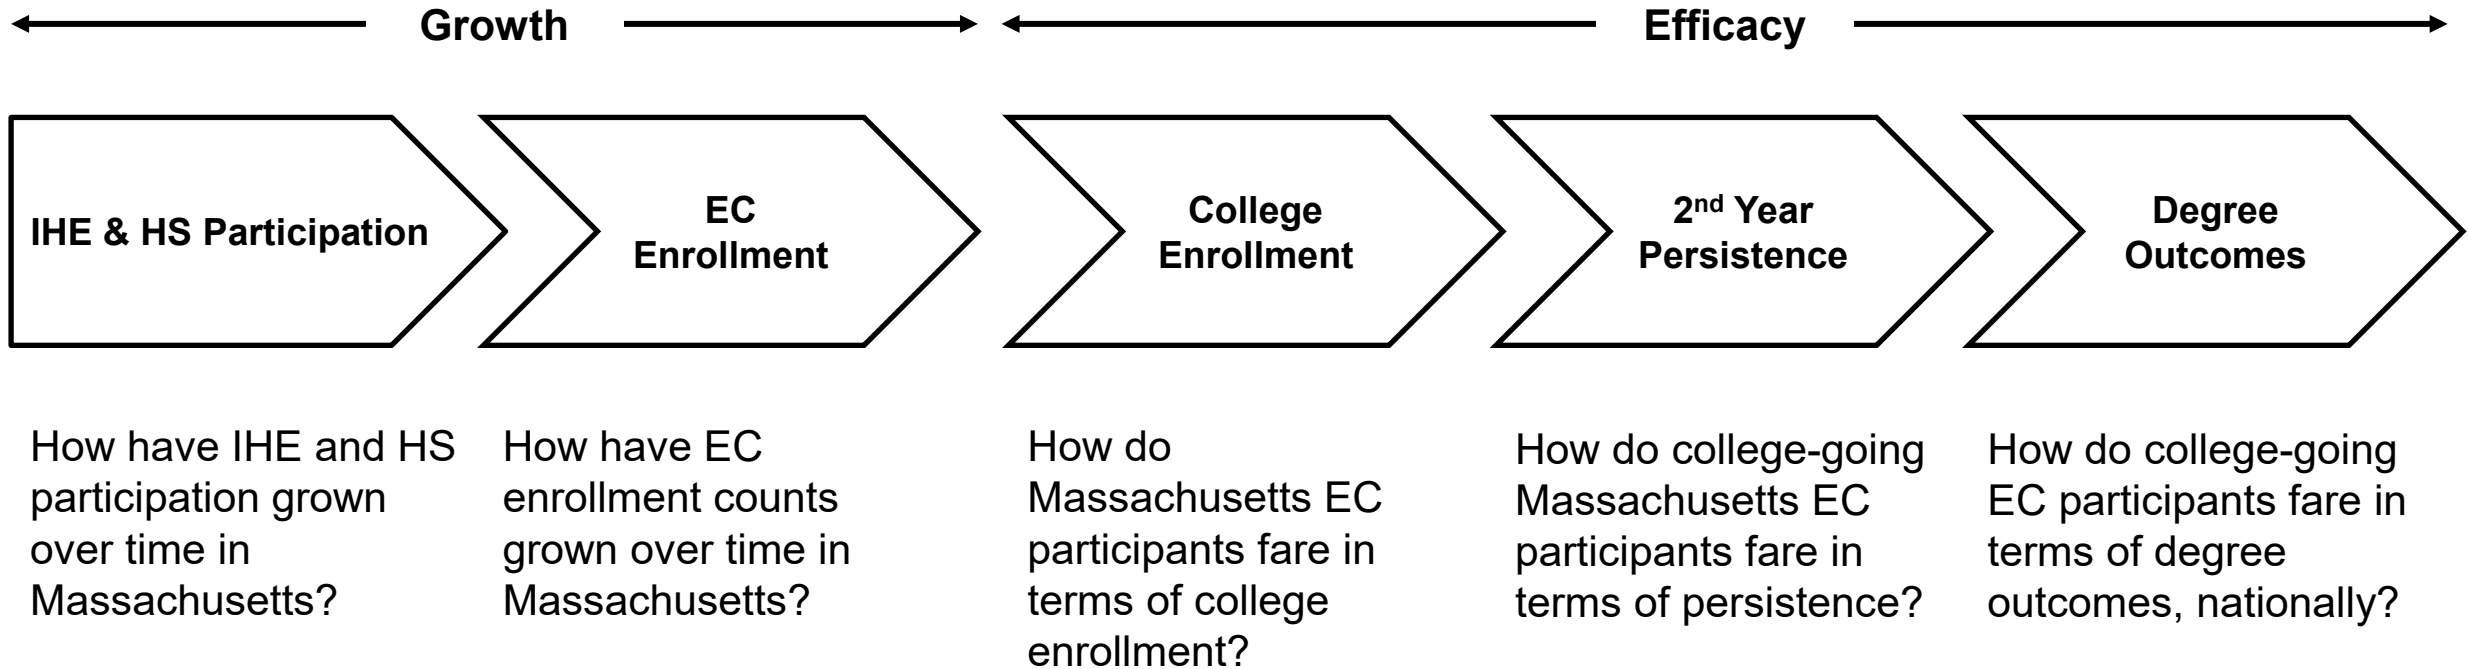 Growth
Efficacy
IHE & HS Participation
EC
Enrollment
College
Enrollment
2nd Year
Persistence
Degree
Outcomes
How have IHE and HS
participation grown
over time in
Massachusetts?
How have EC
enrollment counts
grown over time in
Massachusetts?
How do
Massachusetts EC
participants fare in
terms of college
enrollment?
How do college-going
Massachusetts EC
participants fare in
terms of persistence?
How do college-going
EC participants fare in
terms of degree
outcomes, nationally?